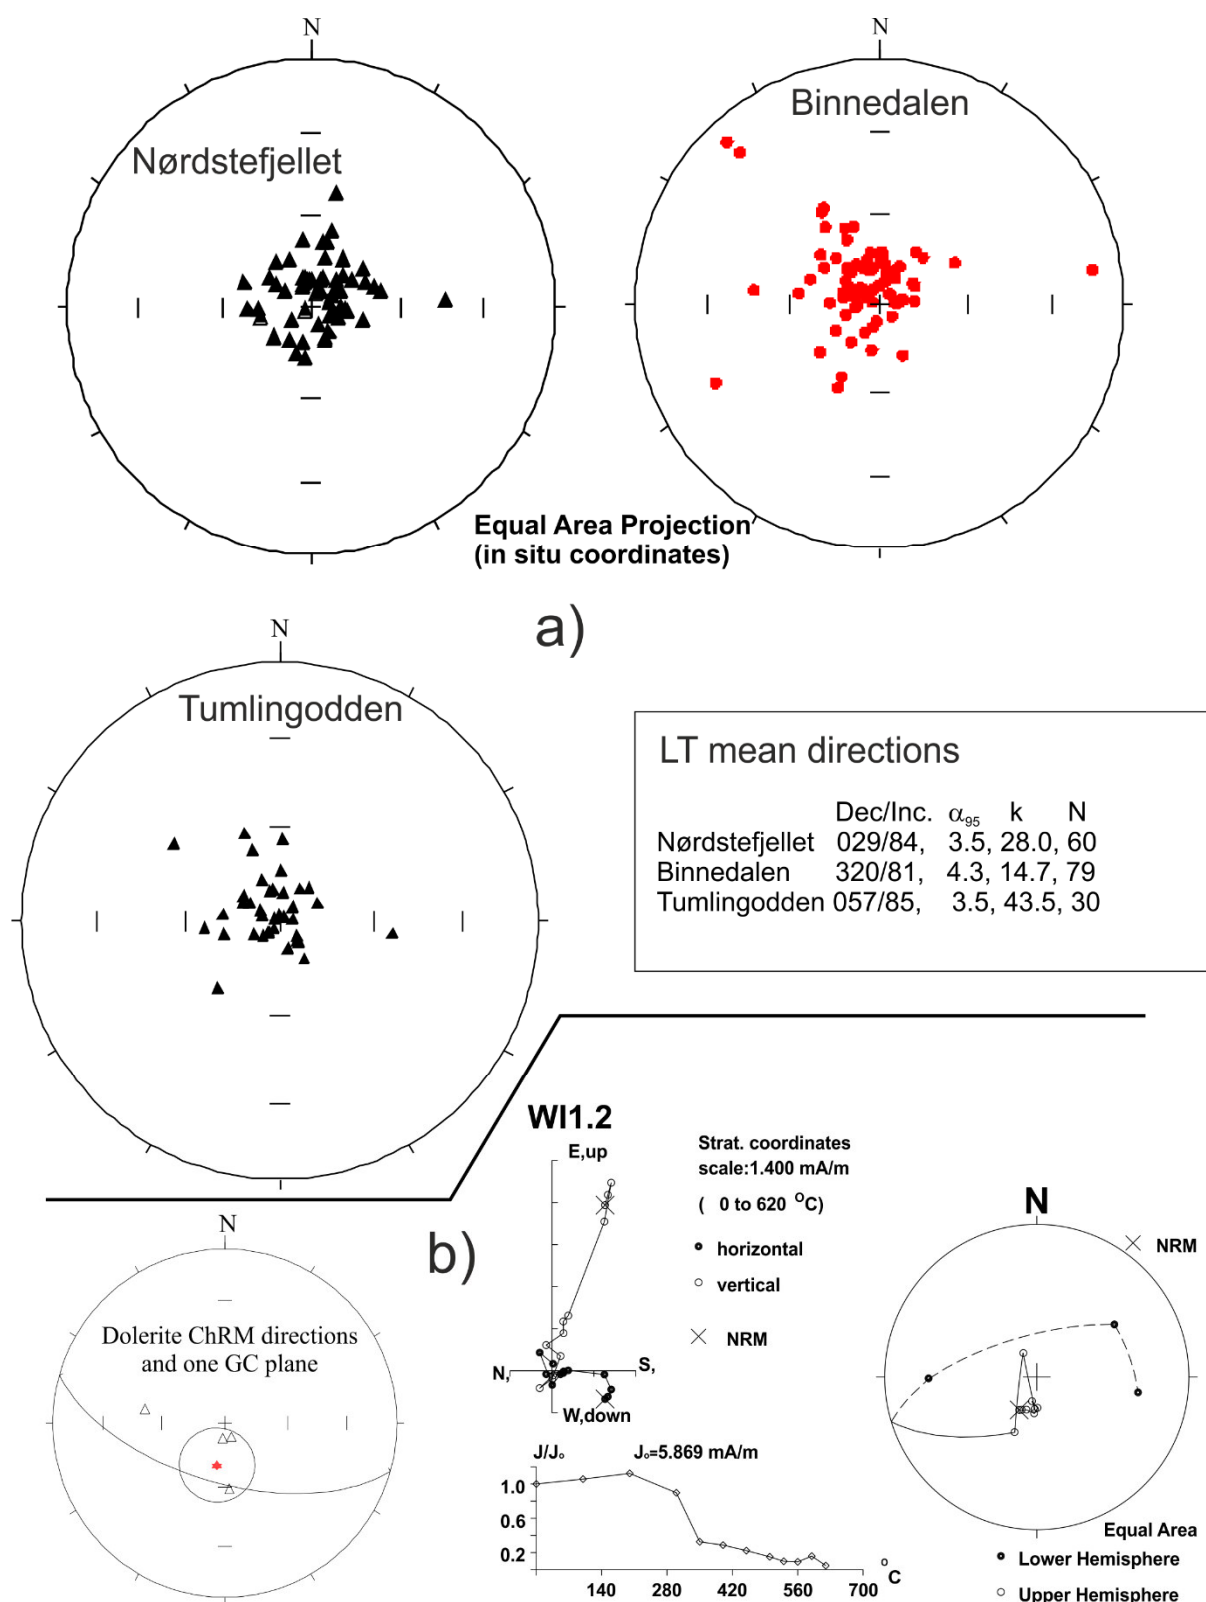 N
N
Nørdstefjellet
Binnedalen
Equal Area Projection
(in situ coordinates)
a)
N
Tumlingodden
LT mean directions
Dec/Inc. α95 k N
Nørdstefjellet 029/84, 3.5, 28.0, 60
Binnedalen 320/81, 4.3, 14.7, 79
Tumlingodden 057/85, 3.5, 43.5, 30
b)
N
Dolerite ChRM directions
and one GC plane
WI1.2
E,up
N,
S,
W,down
Strat. coordinates
scale:1.400 mA/m
( 0 to 620 °C)
horizontal
vertical
NRM
J/J₀
J₀=5.869 mA/m
1.0
0.6
0.2
140 280 420 560 700
°C
N
NRM
Equal Area
Lower Hemisphere
Upper Hemisphere